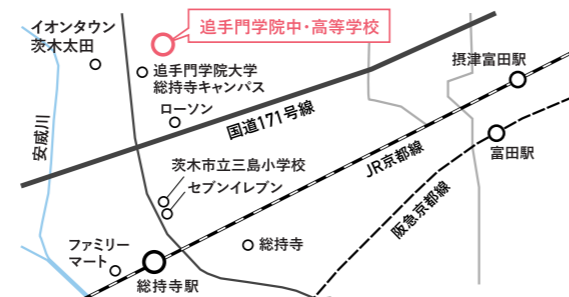 イオンタウン
茨木太田
追手門学院中・高等学校
追手門学院大学
総持寺キャンパス
ローソン
摂津富田駅
国道171号線
安威川
富田駅
JR京都線
茨木市立三島小学校
セブンイレブン
阪急京都線
ファミリー
マート
総持寺
総持寺駅